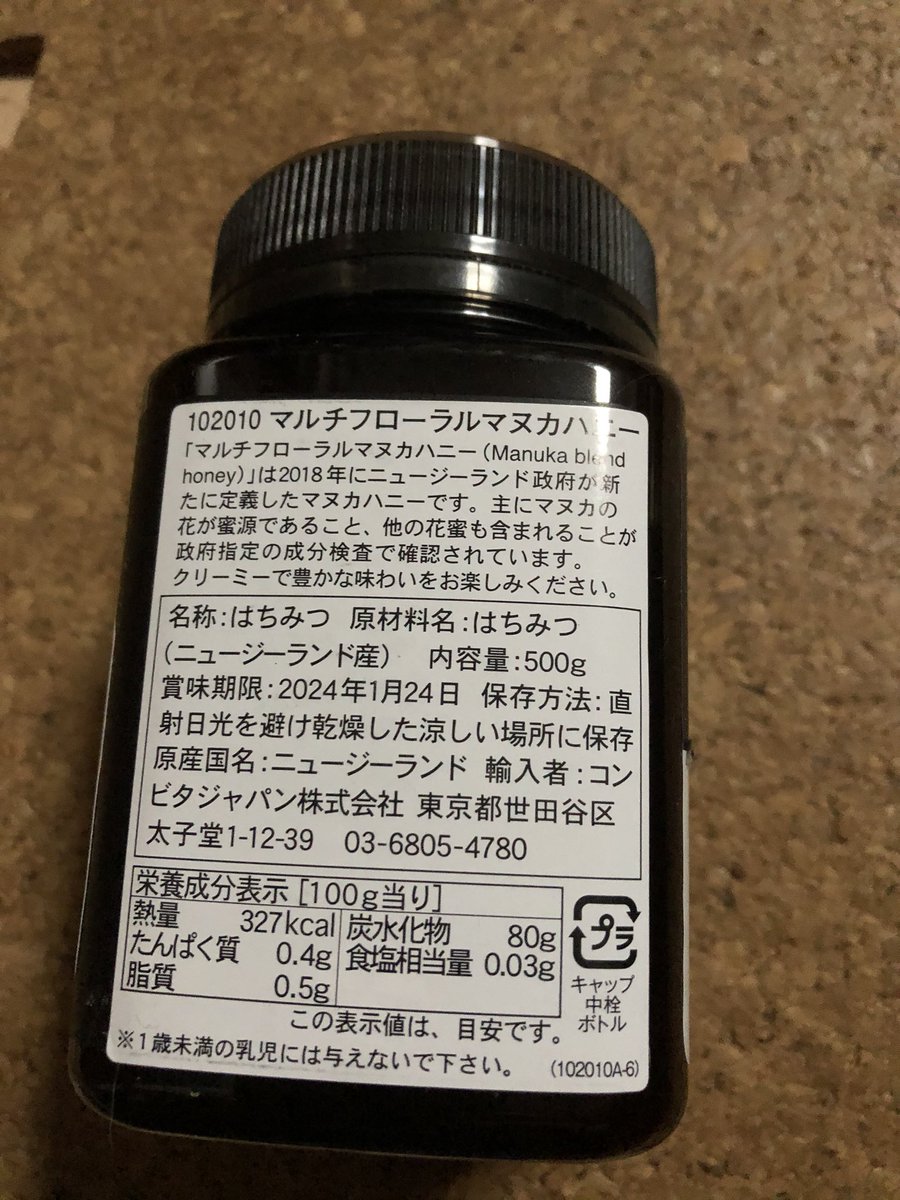 102010 マルチフローラルマヌカハニー
「マルチフローラルマヌカハニー(Manuka blend
honey)」は2018年にニュージーランド政府が新
たに定義したマヌカハニーです。主にマヌカの
花が蜜源であること、他の花蜜も含まれることが
政府指定の成分検査で確認されています。
クリーミーで豊かな味わいをお楽しみください。
名称:はちみつ 原材料名:はちみつ
(ニュージーランド産) 内容量:500g
賞味期限:2024年1月24日 保存方法:直
射日光を避け乾燥した涼しい場所に保存
原産国名:ニュージーランド 輸入者:コン
ビタジャパン株式会社 東京都世田谷区
太子堂1-12-39 03-6805-4780
栄養成分表示 [100g当り]
熱量 327kcal 炭水化物 80g
たんぱく質 0.4g 食塩相当量 0.03g
脂質 0.5g
プラ
キャップ
中栓
ボトル
この表示値は、目安です。
※1歳未満の乳児には与えないで下さい。 (102010A-6)